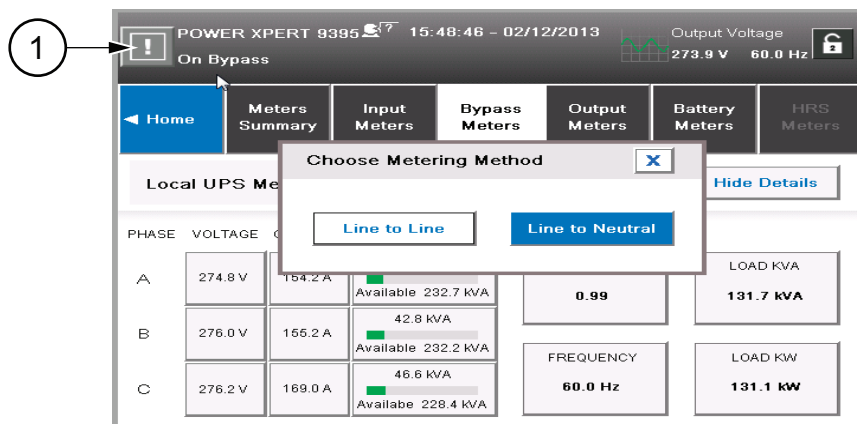 1
!
POWER XPERT 9395 ? 15:48:46 - 02/12/2013
Output Voltage
On Bypass
273.9 V 60.0 Hz
2
◄ Home
Meters Summary
Input Meters
Bypass Meters
Output Meters
Battery Meters
HRS Meters
Choose Metering Method
X
Local UPS Me
Hide Details
Line to Line
Line to Neutral
PHASE VOLTAGE
A
274.8 V
154.2 A
Available 232.7 kVA
0.99
LOAD KVA
131.7 kVA
B
276.0 V
155.2 A
42.8 kVA
Available 232.2 kVA
FREQUENCY
60.0 Hz
LOAD KW
131.1 kW
C
276.2 V
169.0 A
46.6 kVA
Availabe 228.4 kVA